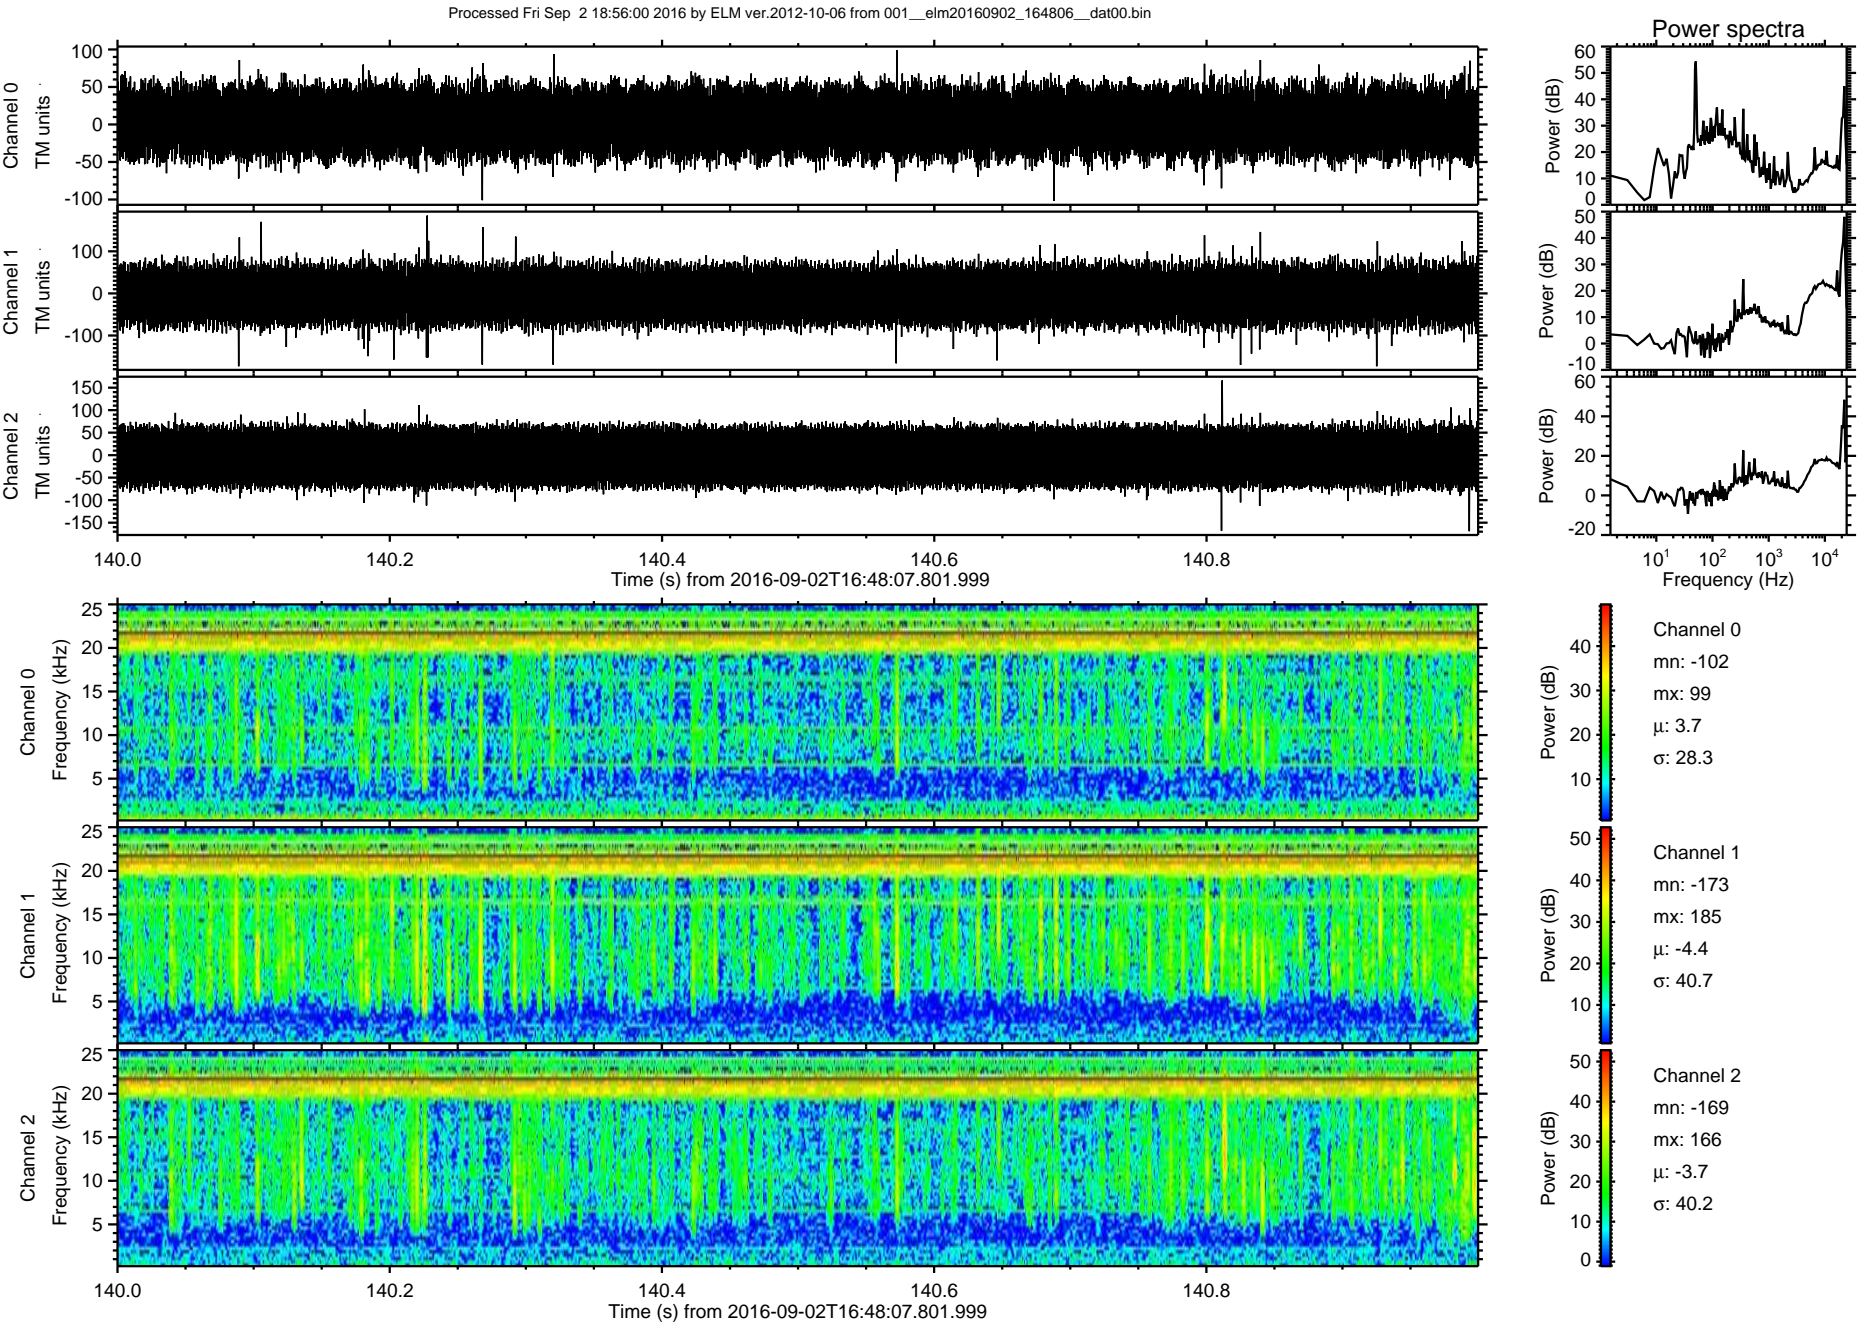 Processed Fri Sep  2 18:56:00 2016 by ELM ver.2012-10-06 from 001__elm20160902_164806__dat00.bin
Power spectra
Channel 0
TM units
100
50
0
-50
-100
Power (dB)
60
50
40
30
20
10
0
Channel 1
TM units
100
0
-100
Power (dB)
50
40
30
20
10
0
-10
Channel 2
TM units
150
100
50
0
-50
-100
-150
Power (dB)
60
40
20
0
-20
140.0 140.2 140.4 140.6 140.8
Time (s) from 2016-09-02T16:48:07.801.999
10^1 10^2 10^3 10^4
Frequency (Hz)
Channel 0
Frequency (kHz)
25
20
15
10
5
Power (dB)
40
30
20
10
Channel 0
mn: -102
mx: 99
μ: 3.7
σ: 28.3
Channel 1
Frequency (kHz)
25
20
15
10
5
Power (dB)
50
40
30
20
10
Channel 1
mn: -173
mx: 185
μ: -4.4
σ: 40.7
Channel 2
Frequency (kHz)
25
20
15
10
5
Power (dB)
50
40
30
20
10
0
Channel 2
mn: -169
mx: 166
μ: -3.7
σ: 40.2
140.0 140.2 140.4 140.6 140.8
Time (s) from 2016-09-02T16:48:07.801.999